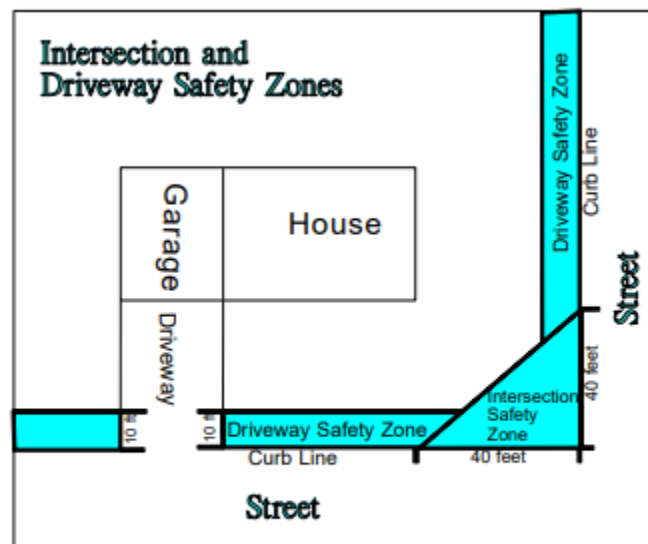 Intersection and
Driveway Safety Zones
Driveway Safety Zone
Curb Line
Garage
House
Street
Driveway
40 feet
Intersection
Safety
Zone
10 ft
10 ft
Driveway Safety Zone
Curb Line
40 feet
Street